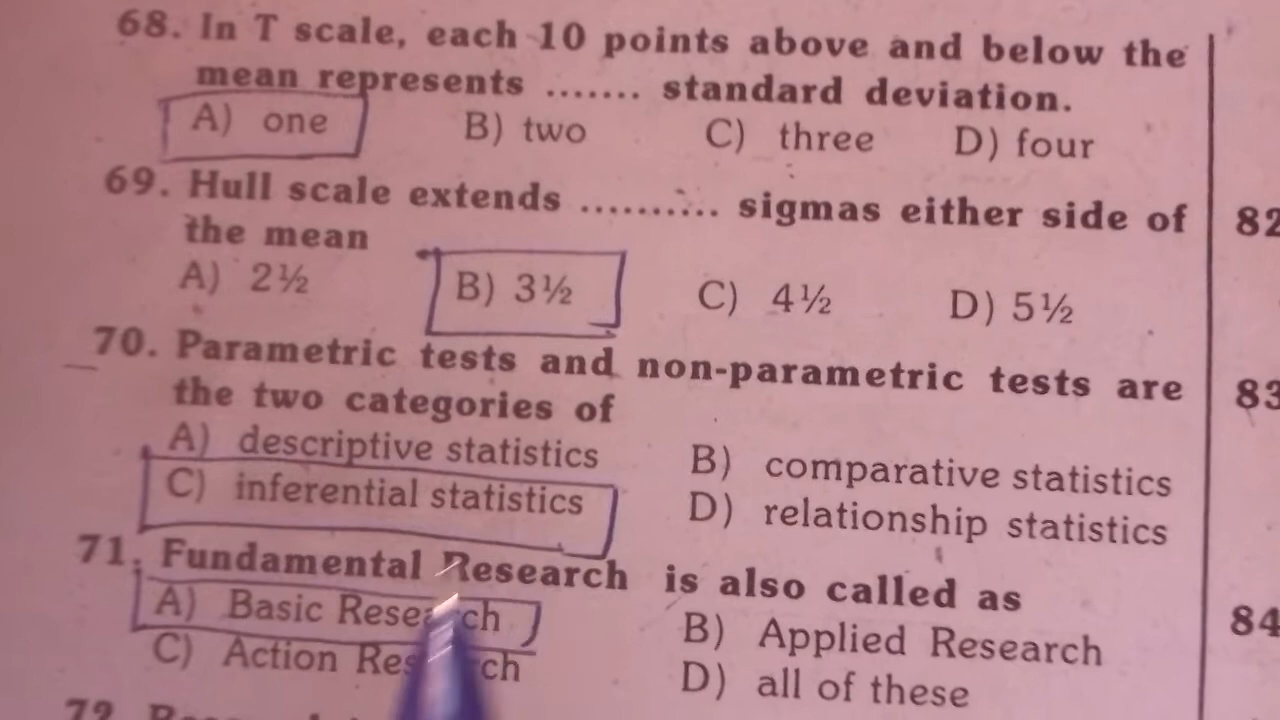 68. In T scale, each 10 points above and below the
mean represents ....... standard deviation.
A) one B) two C) three D) four
69. Hull scale extends .......... sigmas either side of
the mean
A) 2½ B) 3½ C) 4½ D) 5½
70. Parametric tests and non-parametric tests are
the two categories of
A) descriptive statistics B) comparative statistics
C) inferential statistics D) relationship statistics
71. Fundamental Research is also called as
A) Basic Research B) Applied Research
C) Action Research D) all of these
72.
82
83
84